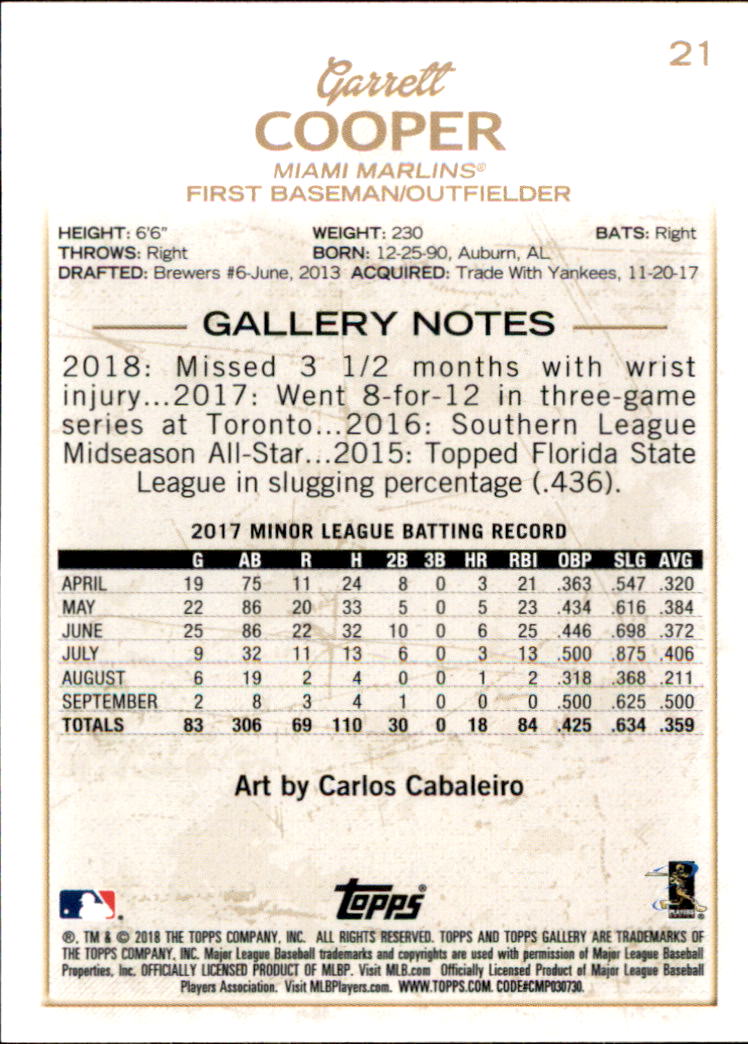 21
Garrett
COOPER
MIAMI MARLINS®
FIRST BASEMAN/OUTFIELDER
HEIGHT: 6'6" WEIGHT: 230 BATS: Right
THROWS: Right BORN: 12-25-90, Auburn, AL
DRAFTED: Brewers #6-June, 2013 ACQUIRED: Trade With Yankees, 11-20-17
GALLERY NOTES
2018: Missed 3 1/2 months with wrist
injury...2017: Went 8-for-12 in three-game
series at Toronto...2016: Southern League
Midseason All-Star...2015: Topped Florida State
League in slugging percentage (.436).
2017 MINOR LEAGUE BATTING RECORD
G AB R H 2B 3B HR RBI OBP SLG AVG
APRIL 19 75 11 24 8 0 3 21 .363 .547 .320
MAY 22 86 20 33 5 0 5 23 .434 .616 .384
JUNE 25 86 22 32 10 0 6 25 .446 .698 .372
JULY 9 32 11 13 6 0 3 13 .500 .875 .406
AUGUST 6 19 2 4 0 0 1 2 .318 .368 .211
SEPTEMBER 2 8 3 4 1 0 0 0 .500 .625 .500
TOTALS 83 306 69 110 30 0 18 84 .425 .634 .359
Art by Carlos Cabaleiro
topps®
®, TM & © 2018 THE TOPPS COMPANY, INC. ALL RIGHTS RESERVED. TOPPS AND TOPPS GALLERY ARE TRADEMARKS OF
THE TOPPS COMPANY, INC. Major League Baseball trademarks and copyrights are used with permission of Major League Baseball
Properties, Inc. OFFICIALLY LICENSED PRODUCT OF MLBP. Visit MLB.com Officially Licensed Product of Major League Baseball
Players Association. Visit MLBPlayers.com. WWW.TOPPS.COM. CODE#CMP030730.